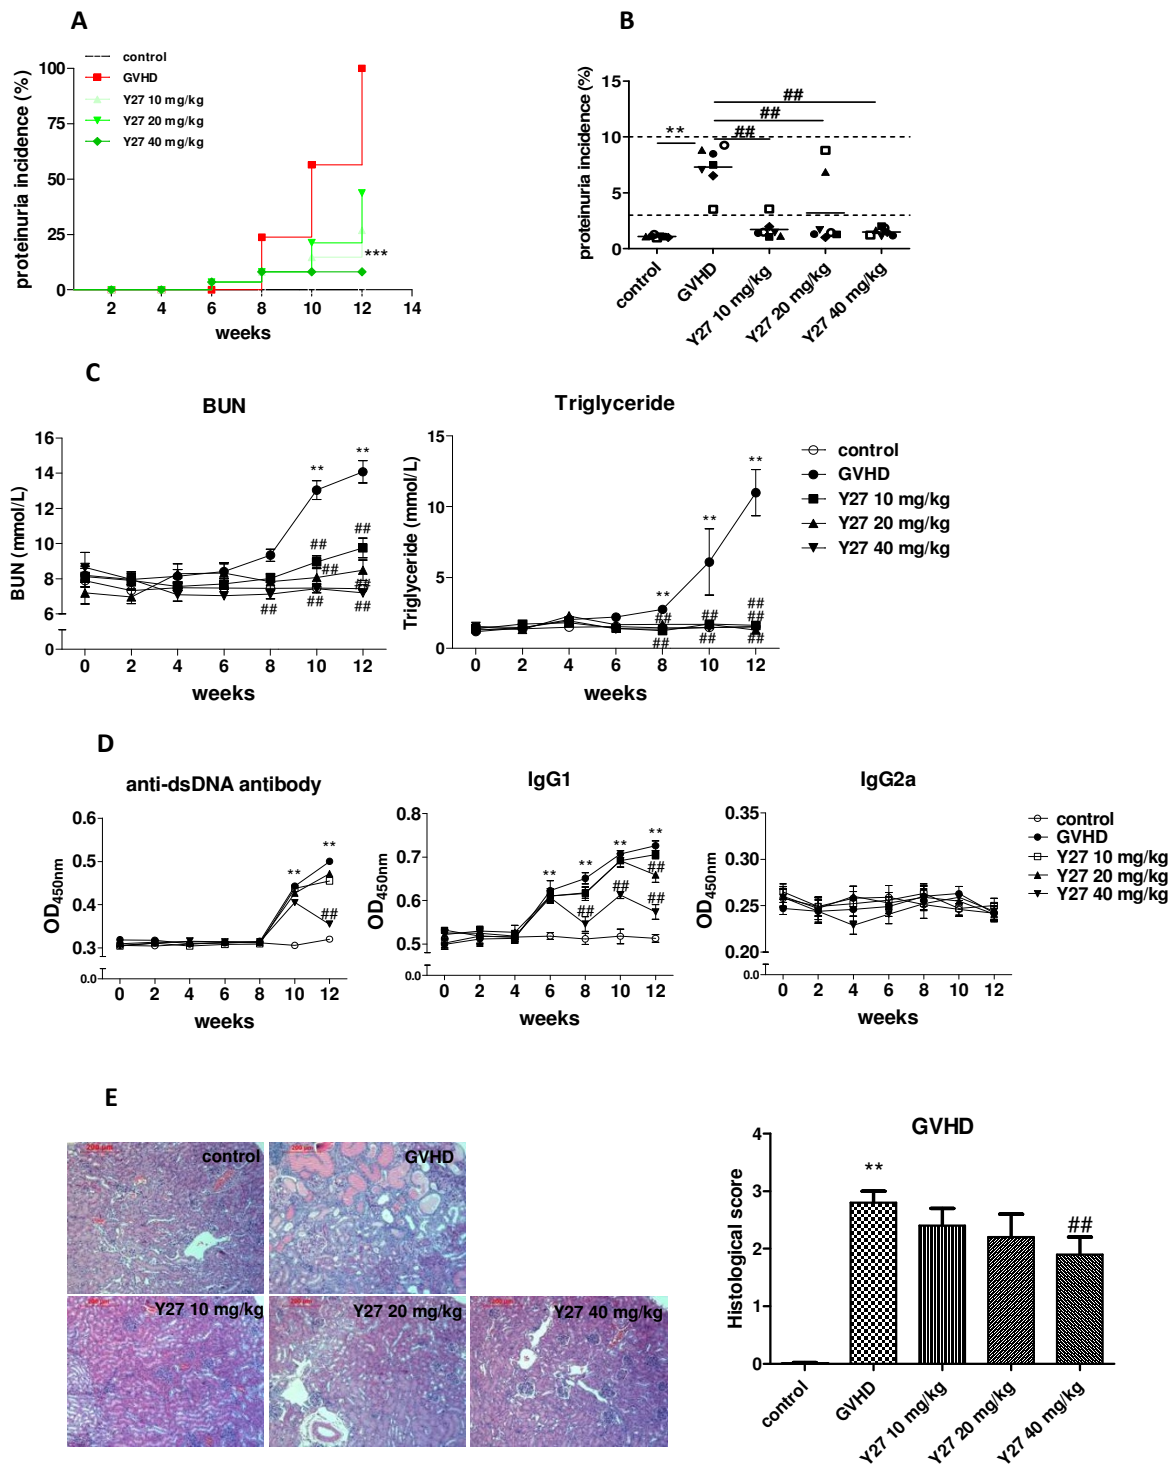 A
control
GVHD
Y27 10 mg/kg
Y27 20 mg/kg
Y27 40 mg/kg
proteinuria incidence (%)
100
75
50
25
0
***
2 4 6 8 10 12 14
weeks
B
proteinuria incidence (%)
15
10
5
0
**
##
##
##
control
GVHD
Y27 10 mg/kg
Y27 20 mg/kg
Y27 40 mg/kg
C
BUN
BUN (mmol/L)
16
14
12
10
8
6
0
**
**
##
##
##
##
##
##
##
0 2 4 6 8 10 12
weeks
Triglyceride
Triglyceride (mmol/L)
15
10
5
0
**
**
**
##
##
##
##
##
##
##
0 2 4 6 8 10 12
weeks
control
GVHD
Y27 10 mg/kg
Y27 20 mg/kg
Y27 40 mg/kg
D
anti-dsDNA antibody
OD450nm
0.6
0.5
0.4
0.3
0.0
**
**
##
0 2 4 6 8 10 12
weeks
IgG1
OD450nm
0.8
0.7
0.6
0.5
0.0
**
**
**
**
##
##
##
##
0 2 4 6 8 10 12
weeks
IgG2a
OD450nm
0.35
0.30
0.25
0.20
0.0
0 2 4 6 8 10 12
weeks
control
GVHD
Y27 10 mg/kg
Y27 20 mg/kg
Y27 40 mg/kg
E
200 μm
control
200 μm
GVHD
200 μm
Y27 10 mg/kg
200 μm
Y27 20 mg/kg
200 μm
Y27 40 mg/kg
GVHD
Histological score
4
3
2
1
0
**
##
control
GVHD
Y27 10 mg/kg
Y27 20 mg/kg
Y27 40 mg/kg